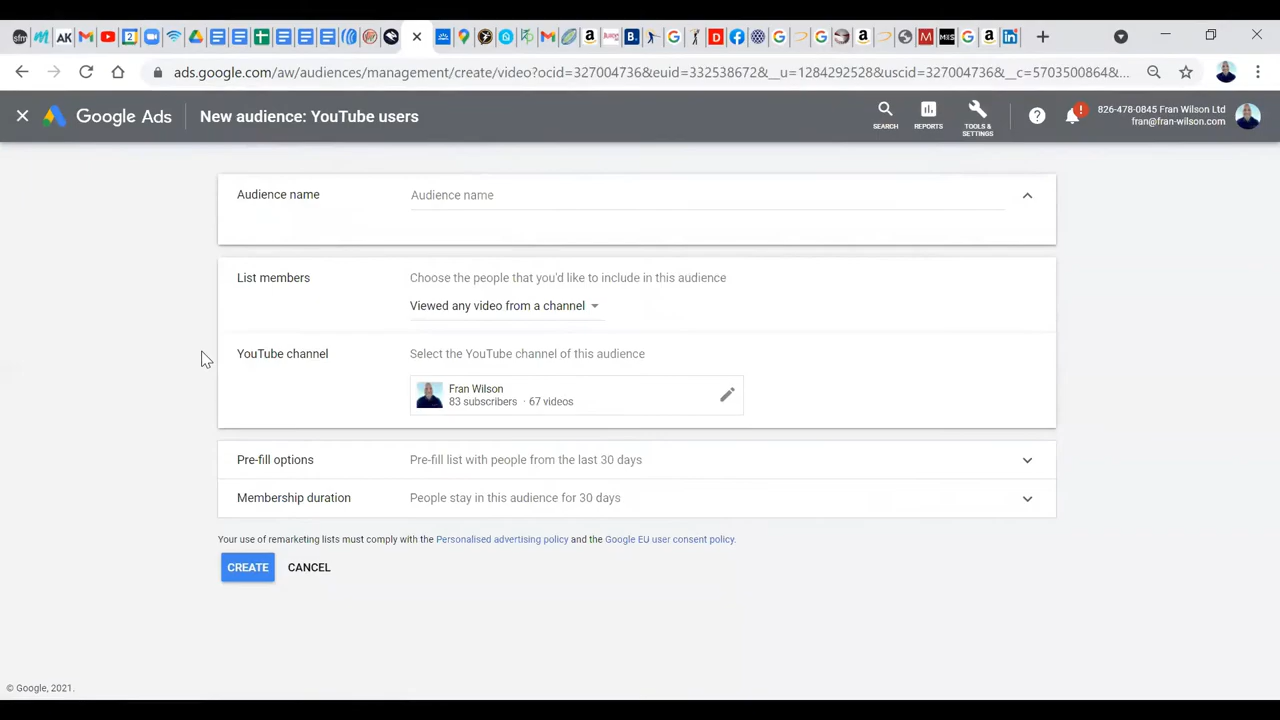 ads.google.com/aw/audiences/management/create/video?ocid=327004736&euid=332538672&__u=1284292528&uscid=327004736&__c=5703500864&...
Google Ads
New audience: YouTube users
SEARCH
REPORTS
TOOLS &
SETTINGS
826-478-0845 Fran Wilson Ltd
fran@fran-wilson.com
Audience name
Audience name
List members
Choose the people that you'd like to include in this audience
Viewed any video from a channel
YouTube channel
Select the YouTube channel of this audience
Fran Wilson
83 subscribers · 67 videos
Pre-fill options
Pre-fill list with people from the last 30 days
Membership duration
People stay in this audience for 30 days
Your use of remarketing lists must comply with the Personalised advertising policy and the Google EU user consent policy.
CREATE
CANCEL
© Google, 2021.